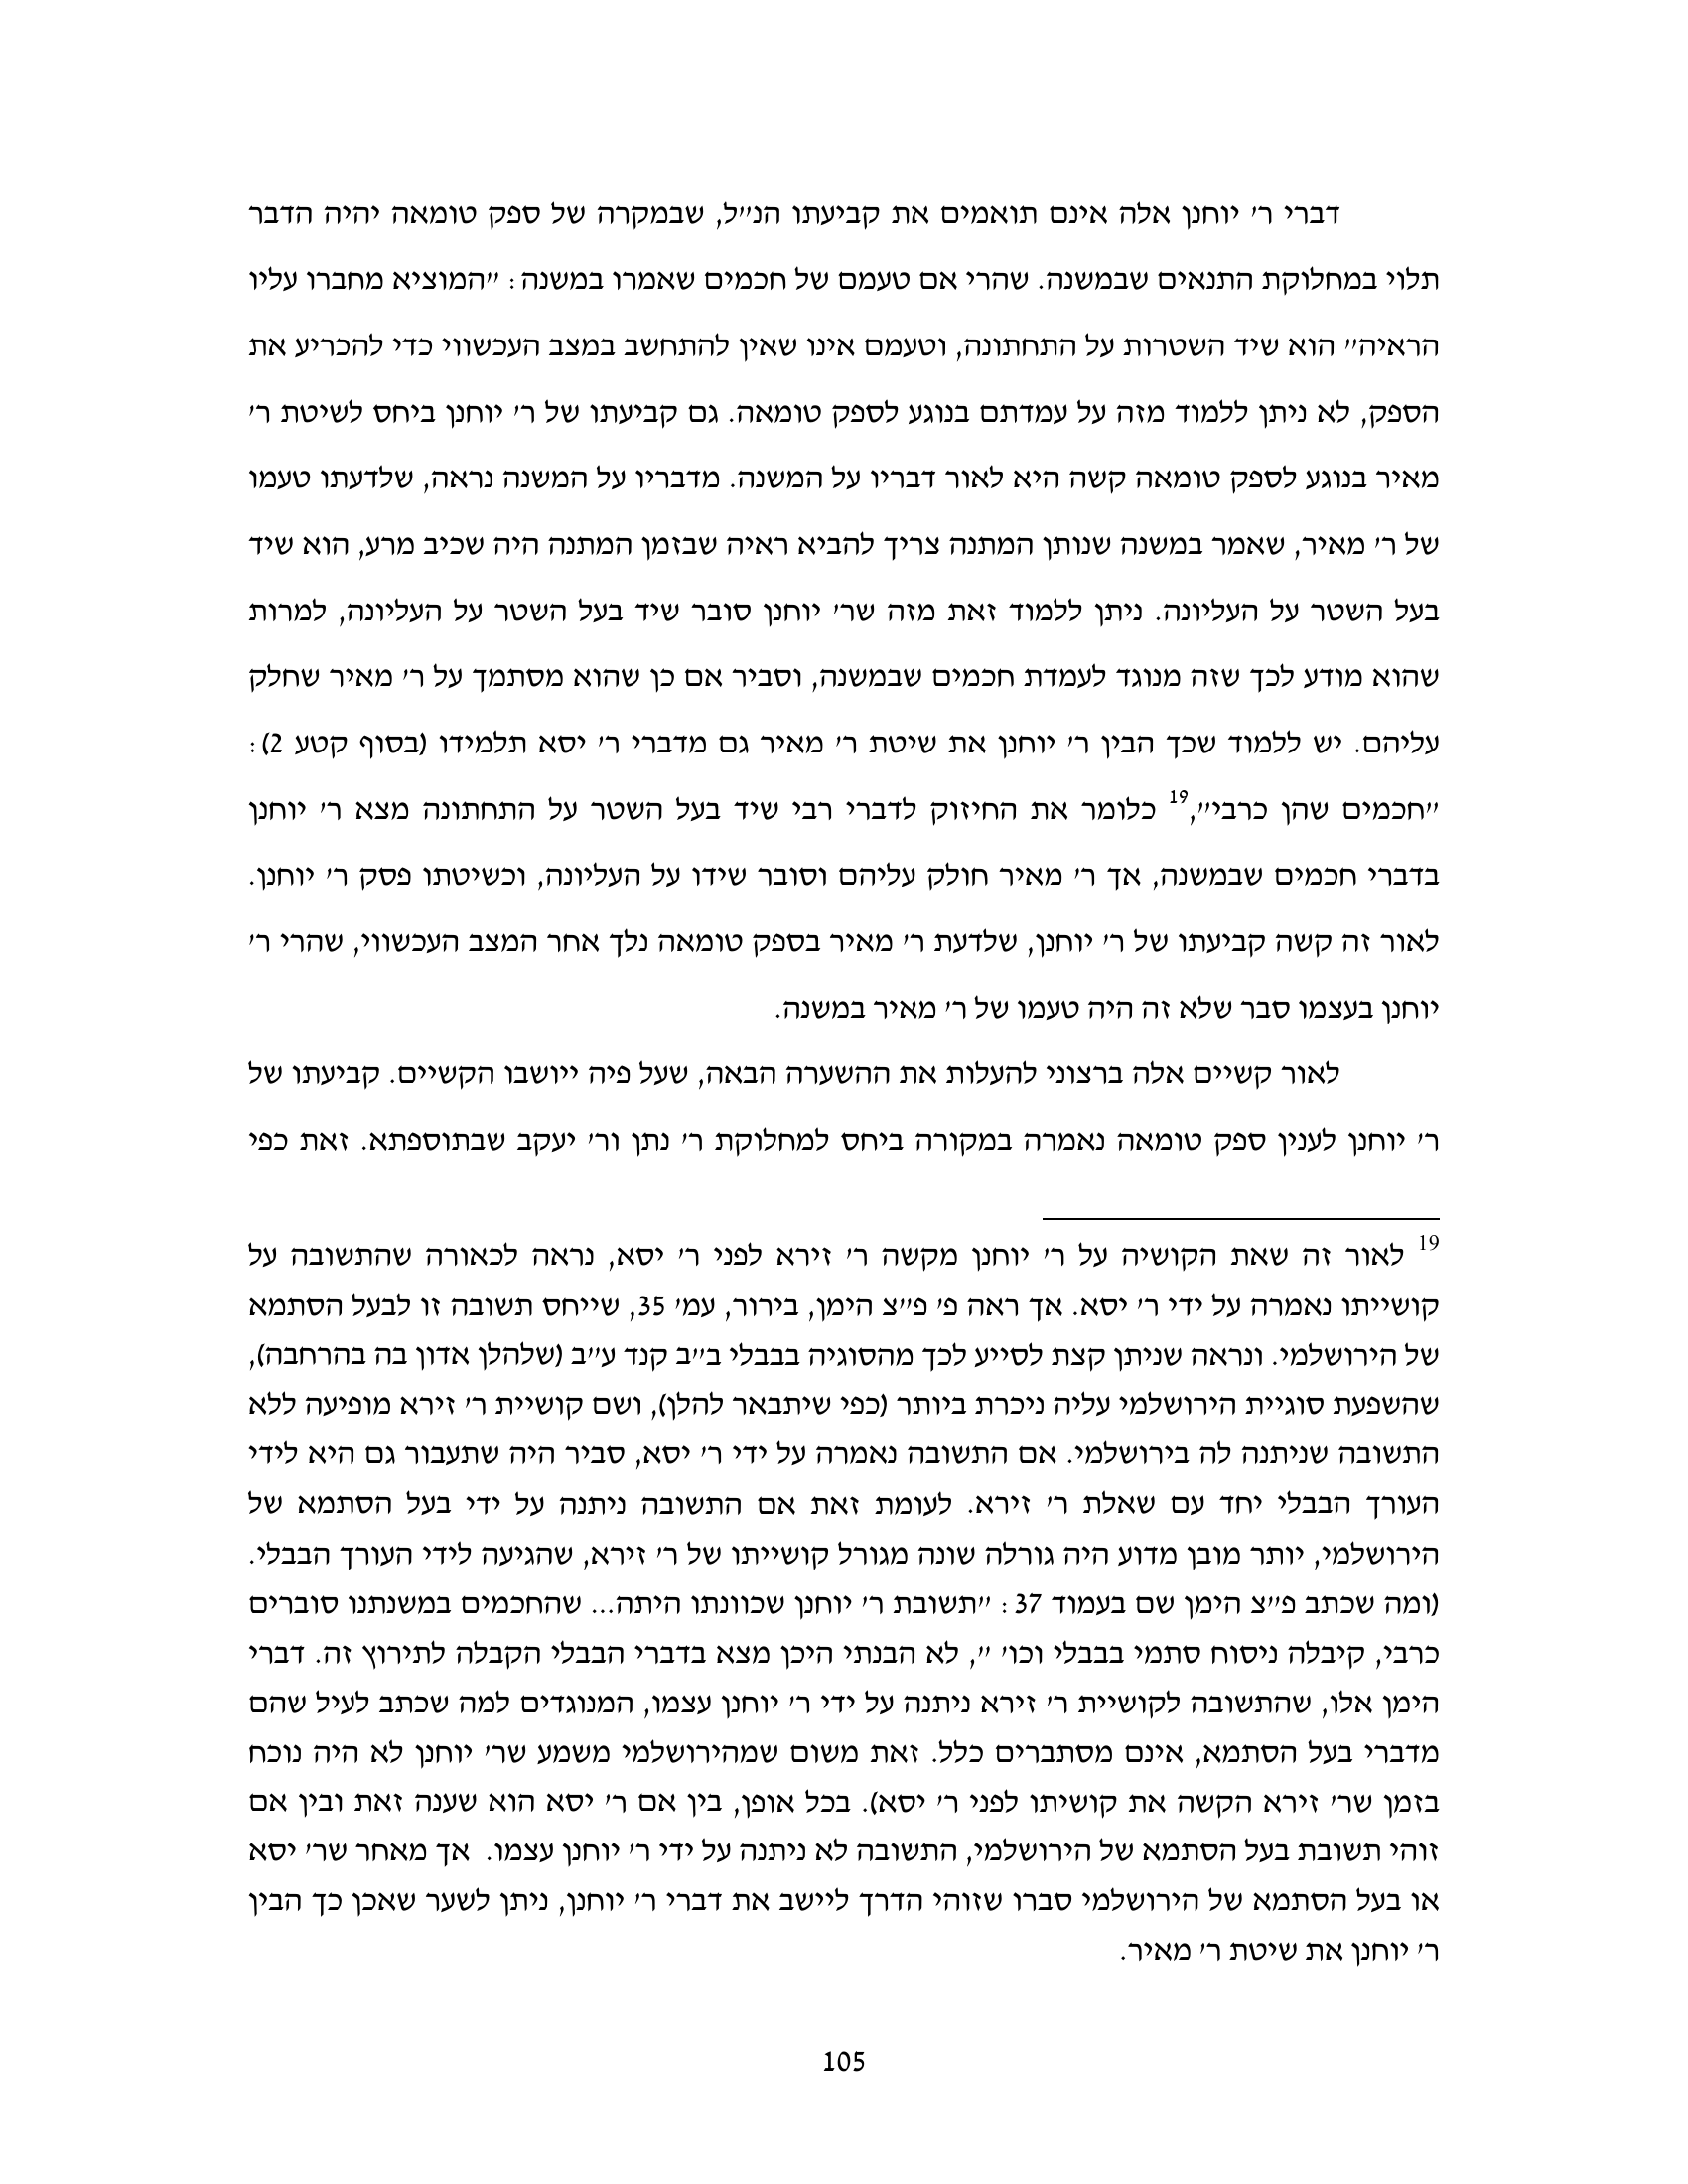 דברי ר׳ יוחנן אלה אינם תואמים את קביעתו הנ״ל, שבמקרה של ספק טומאה יהיה הדבר
תלוי במחלוקת התנאים שבמשנה. שהרי אם טעמם של חכמים שאמרו במשנה: ״המוציא מחברו עליו
הראיה״ הוא שיד השטרות על התחתונה, וטעמם אינו שאין להתחשב במצב העכשווי כדי להכריע את
הספק, לא ניתן ללמוד מזה על עמדתם בנוגע לספק טומאה. גם קביעתו של ר׳ יוחנן ביחס לשיטת ר׳
מאיר בנוגע לספק טומאה קשה היא לאור דבריו על המשנה. מדבריו על המשנה נראה, שלדעתו טעמו
של ר׳ מאיר, שאמר במשנה שנותן המתנה צריך להביא ראיה שבזמן המתנה היה שכיב מרע, הוא שיד
בעל השטר על העליונה. ניתן ללמוד זאת מזה שר׳ יוחנן סובר שיד בעל השטר על העליונה, למרות
שהוא מודע לכך שזה מנוגד לעמדת חכמים שבמשנה, וסביר אם כן שהוא מסתמך על ר׳ מאיר שחלק
עליהם. יש ללמוד שכך הבין ר׳ יוחנן את שיטת ר׳ מאיר גם מדברי ר׳ יסא תלמידו (בסוף קטע 2):
״חכמים שהן כרבי״,19 כלומר את החיזוק לדברי רבי שיד בעל השטר על התחתונה מצא ר׳ יוחנן
בדברי חכמים שבמשנה, אך ר׳ מאיר חולק עליהם וסובר שידו על העליונה, וכשיטתו פסק ר׳ יוחנן.
לאור זה קשה קביעתו של ר׳ יוחנן, שלדעת ר׳ מאיר בספק טומאה נלך אחר המצב העכשווי, שהרי ר׳
יוחנן בעצמו סבר שלא זה היה טעמו של ר׳ מאיר במשנה.
לאור קשיים אלה ברצוני להעלות את ההשערה הבאה, שעל פיה ייושבו הקשיים. קביעתו של
ר׳ יוחנן לענין ספק טומאה נאמרה במקורה ביחס למחלוקת ר׳ נתן ור׳ יעקב שבתוספתא. זאת כפי
19 לאור זה שאת הקושיה על ר׳ יוחנן מקשה ר׳ זירא לפני ר׳ יסא, נראה לכאורה שהתשובה על
קושייתו נאמרה על ידי ר׳ יסא. אך ראה פ׳ פ״צ הימן, בירור, עמ׳ 35, שייחס תשובה זו לבעל הסתמא
של הירושלמי. ונראה שניתן קצת לסייע לכך מהסוגיה בבבלי ב״ב קנד ע״ב (שלהלן אדון בה בהרחבה),
שהשפעת סוגיית הירושלמי עליה ניכרת ביותר (כפי שיתבאר להלן), ושם קושיית ר׳ זירא מופיעה ללא
התשובה שניתנה לה בירושלמי. אם התשובה נאמרה על ידי ר׳ יסא, סביר היה שתעבור גם היא לידי
העורך הבבלי יחד עם שאלת ר׳ זירא. לעומת זאת אם התשובה ניתנה על ידי בעל הסתמא של
הירושלמי, יותר מובן מדוע היה גורלה שונה מגורל קושייתו של ר׳ זירא, שהגיעה לידי העורך הבבלי.
(ומה שכתב פ״צ הימן שם בעמוד 37: ״תשובת ר׳ יוחנן שכוונתו היתה... שהחכמים במשנתנו סוברים
כרבי, קיבלה ניסוח סתמי בבבלי וכו׳ ״, לא הבנתי היכן מצא בדברי הבבלי הקבלה לתירוץ זה. דברי
הימן אלו, שהתשובה לקושיית ר׳ זירא ניתנה על ידי ר׳ יוחנן עצמו, המנוגדים למה שכתב לעיל שהם
מדברי בעל הסתמא, אינם מסתברים כלל. זאת משום שמהירושלמי משמע שר׳ יוחנן לא היה נוכח
בזמן שר׳ זירא הקשה את קושיתו לפני ר׳ יסא). בכל אופן, בין אם ר׳ יסא הוא שענה זאת ובין אם
זוהי תשובת בעל הסתמא של הירושלמי, התשובה לא ניתנה על ידי ר׳ יוחנן עצמו. אך מאחר שר׳ יסא
או בעל הסתמא של הירושלמי סברו שזוהי הדרך ליישב את דברי ר׳ יוחנן, ניתן לשער שאכן כך הבין
ר׳ יוחנן את שיטת ר׳ מאיר.
105